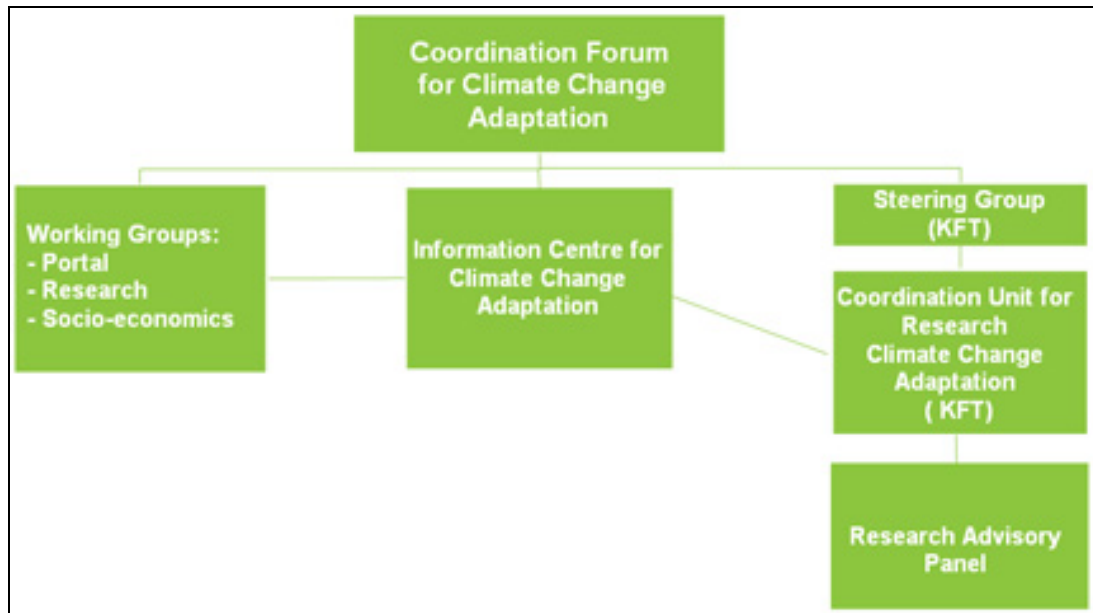 Coordination Forum
for Climate Change
Adaptation
Working Groups:
- Portal
- Research
- Socio-economics
Information Centre for
Climate Change
Adaptation
Steering Group
(KFT)
Coordination Unit for
Research
Climate Change
Adaptation
( KFT)
Research Advisory
Panel